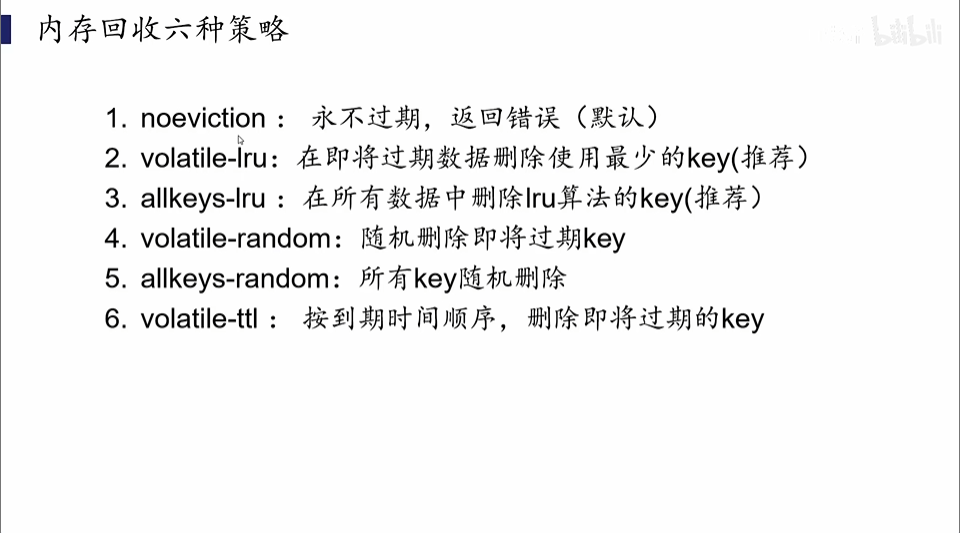 内存回收六种策略
bilibili
1. noeviction ： 永不过期，返回错误（默认）
2. volatile-lru：在即将过期数据删除使用最少的key(推荐）
3. allkeys-lru ：在所有数据中删除lru算法的key(推荐）
4. volatile-random：随机删除即将过期key
5. allkeys-random：所有key随机删除
6. volatile-ttl ： 按到期时间顺序，删除即将过期的key